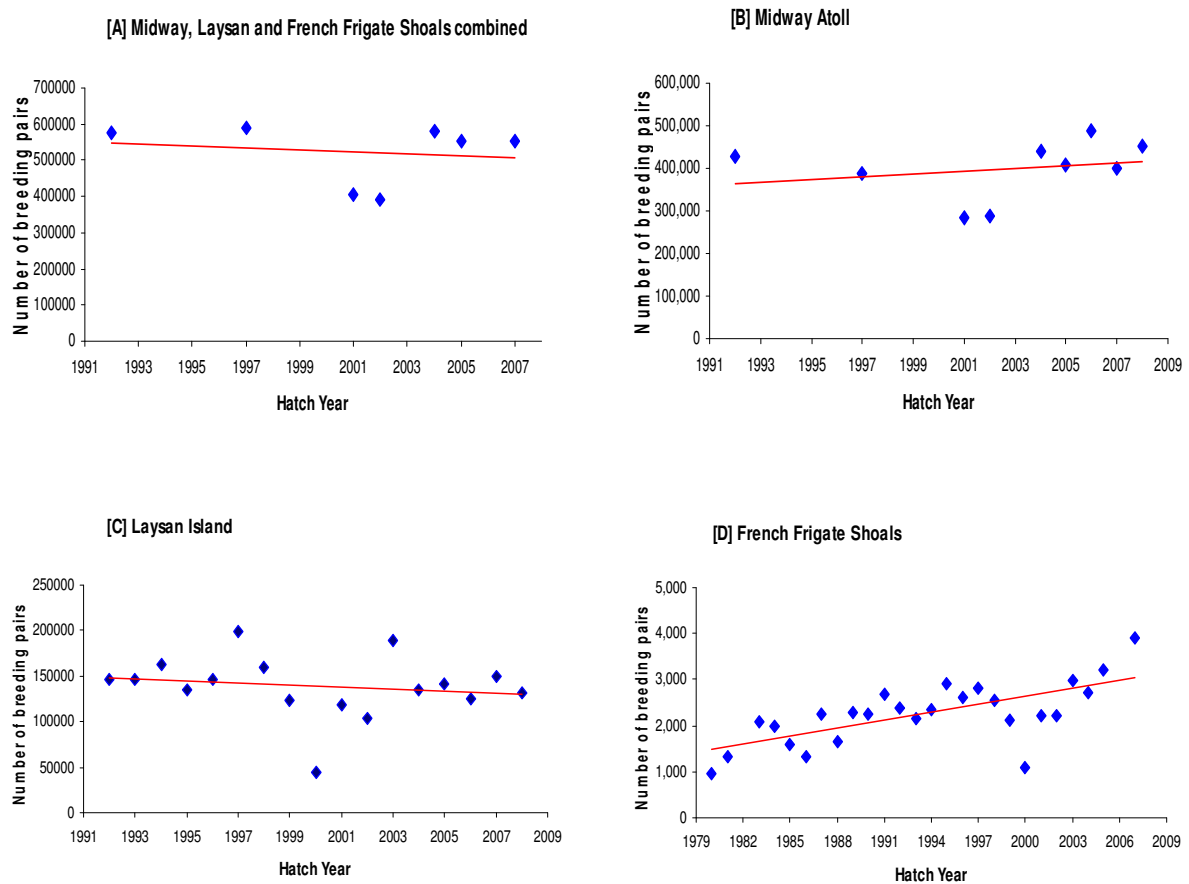 [A] Midway, Laysan and French Frigate Shoals combined
Number of breeding pairs
700000
600000
500000
400000
300000
200000
100000
0
1991 1993 1995 1997 1999 2001 2003 2005 2007
Hatch Year
[B] Midway Atoll
Number of breeding pairs
600,000
500,000
400,000
300,000
200,000
100,000
0
1991 1993 1995 1997 1999 2001 2003 2005 2007 2009
Hatch Year
[C] Laysan Island
Number of breeding pairs
250000
200000
150000
100000
50000
0
1991 1993 1995 1997 1999 2001 2003 2005 2007 2009
Hatch Year
[D] French Frigate Shoals
Number of breeding pairs
5,000
4,000
3,000
2,000
1,000
0
1979 1982 1985 1988 1991 1994 1997 2000 2003 2006 2009
Hatch Year